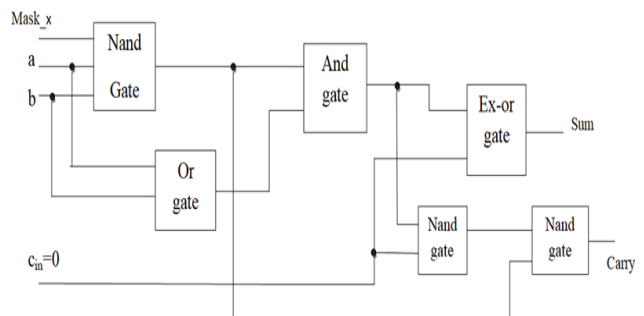 Mask_x
a
b
Nand
Gate
And
gate
Ex-or
gate
Sum
Or
gate
Nand
gate
Nand
gate
Carry
cin=0